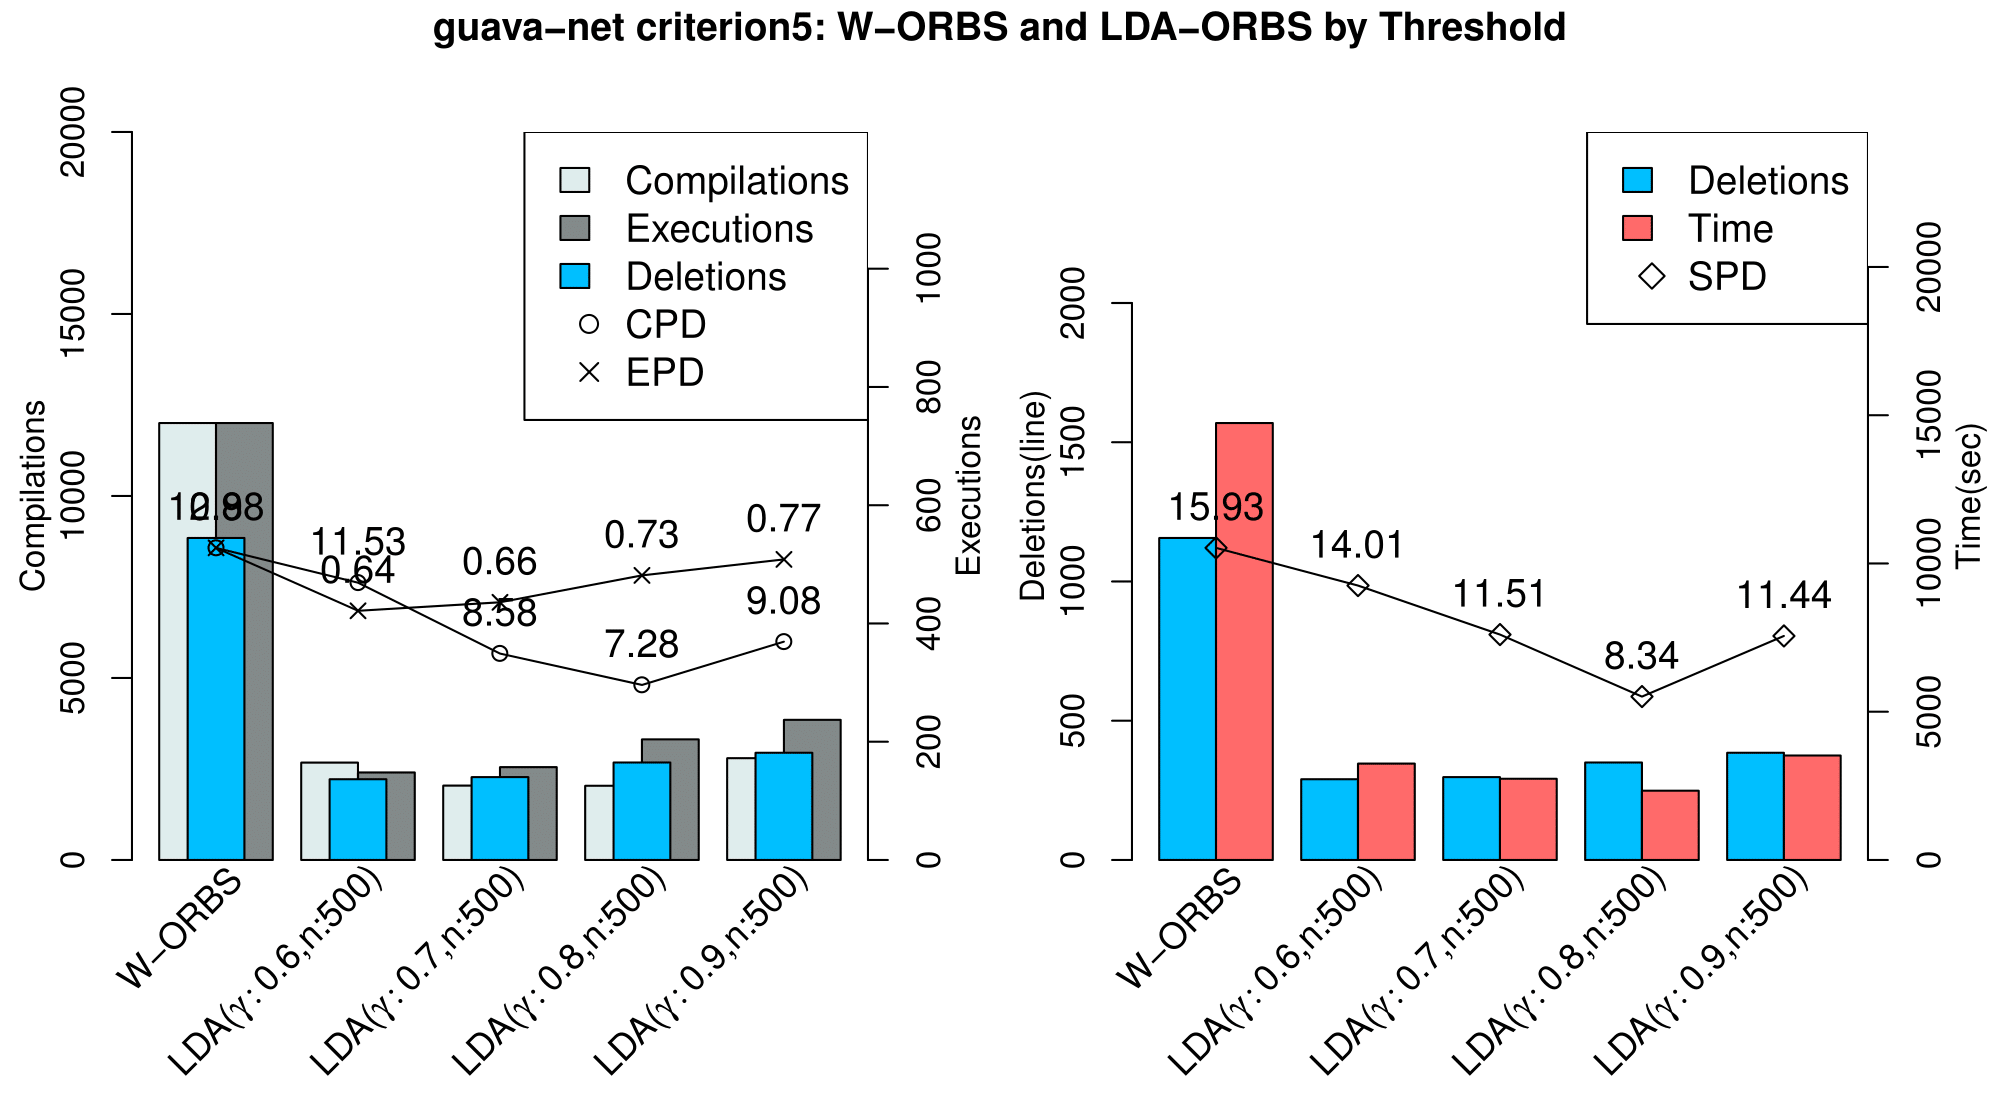 guava−net criterion5: W−ORBS and LDA−ORBS by Threshold
Compilations
0
5000
10000
15000
20000
Compilations
Executions
Deletions
CPD
EPD
12.98
0.8
11.53
0.64
0.66
8.58
0.73
7.28
0.77
9.08
0
200
400
600
800
1000
Executions
W−ORBS
LDA(γ: 0.6,n:500)
LDA(γ: 0.7,n:500)
LDA(γ: 0.8,n:500)
LDA(γ: 0.9,n:500)
Deletions(line)
0
500
1000
1500
2000
Deletions
Time
SPD
15.93
14.01
11.51
8.34
11.44
0
5000
10000
15000
20000
Time(sec)
W−ORBS
LDA(γ: 0.6,n:500)
LDA(γ: 0.7,n:500)
LDA(γ: 0.8,n:500)
LDA(γ: 0.9,n:500)